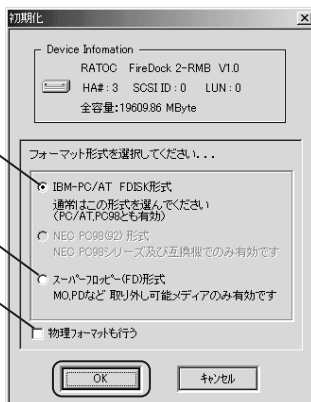 初期化
Device Infomation
RATOC FireDock 2-RMB V1.0
HA# : 3 SCSI ID : 0 LUN : 0
全容量:19609.86 MByte
フォーマット形式を選択してください...
IBM-PC/AT FDISK形式
通常はこの形式を選んでください
(PC/AT,PC98とも有効)
NEC PC98(92) 形式
NEC PC98シリーズ及び互換機でのみ有効です
スーパーフロッピー(FD)形式
MO,PDなど 取り外し可能メディアのみ有効です
物理フォーマットも行う
OK
キャンセル